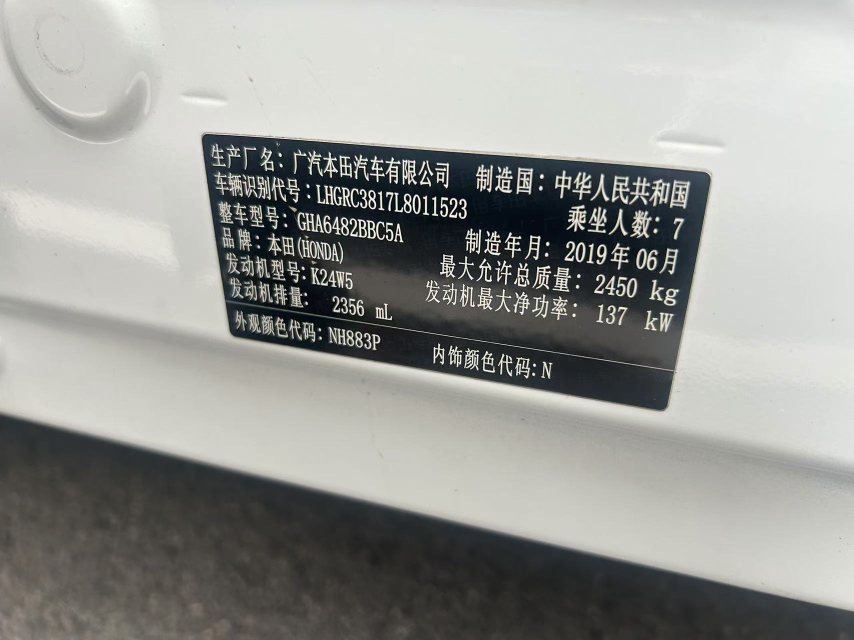 生产厂名：广汽本田汽车有限公司 制造国：中华人民共和国
车辆识别代号：LHGRC3817L8011523 乘坐人数：7
整车型号：GHA6482BBC5A 制造年月：2019年06月
品牌：本田(HONDA) 最大允许总质量：2450 kg
发动机型号：K24W5 发动机最大净功率：137 kW
发动机排量： 2356 mL
外观颜色代码：NH883P 内饰颜色代码：N